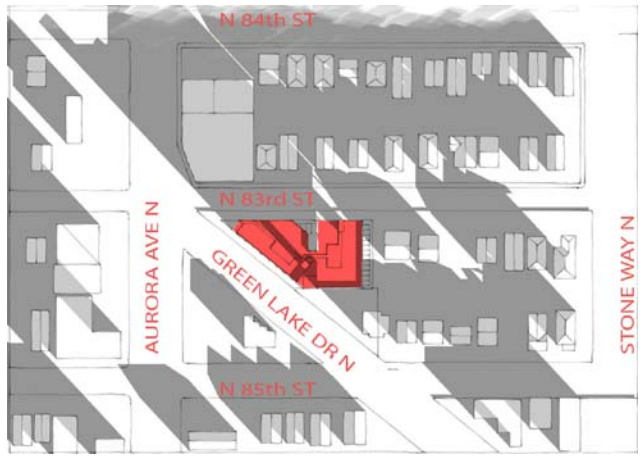 N 84th ST
N 83rd ST
AURORA AVE N
GREEN LAKE DR N
STONE WAY N
N 85th ST